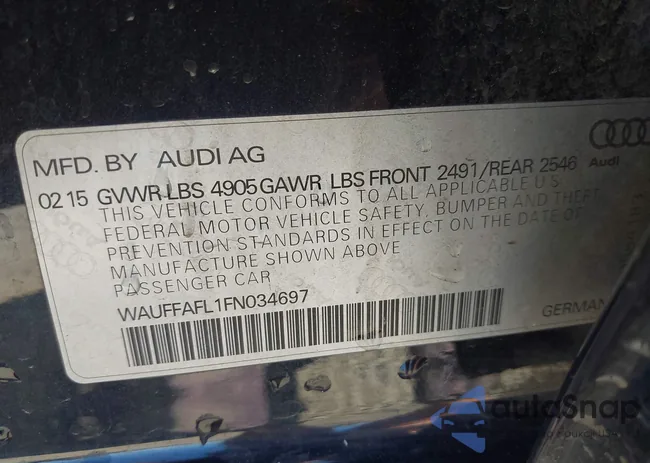 MFD. BY AUDI AG
Audi
02 15 GVWR LBS 4905 GAWR LBS FRONT 2491/REAR 2546
THIS VEHICLE CONFORMS TO ALL APPLICABLE U.S.
FEDERAL MOTOR VEHICLE SAFETY, BUMPER AND THEFT
PREVENTION STANDARDS IN EFFECT ON THE DATE OF
MANUFACTURE SHOWN ABOVE
PASSENGER CAR
WAUFFAFL1FN034697
GERMAN
autoSnap